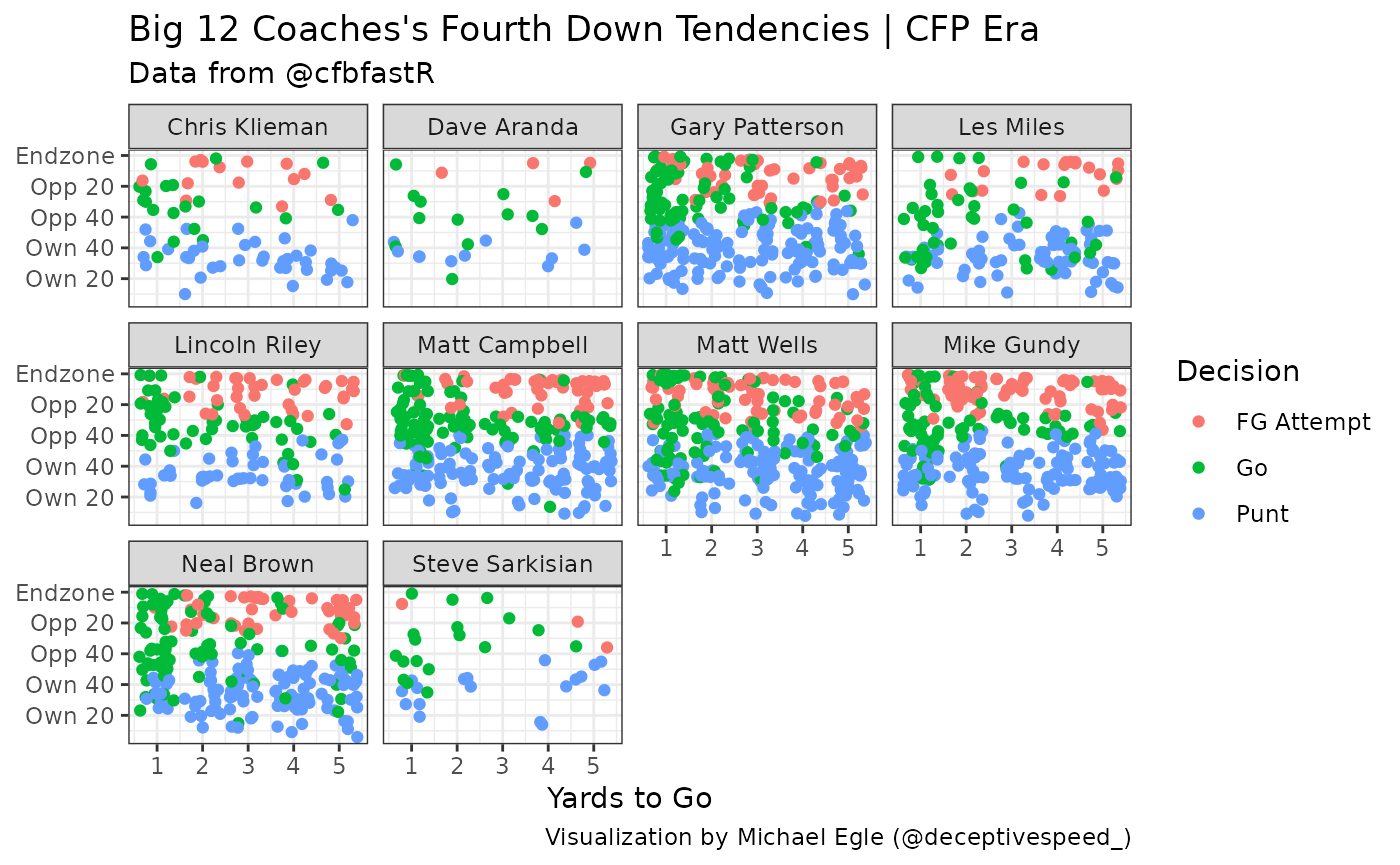 Big 12 Coaches's Fourth Down Tendencies | CFP Era
Data from @cfbfastR
Chris Klieman
Dave Aranda
Gary Patterson
Les Miles
Endzone
Opp 20
Opp 40
Own 40
Own 20
Lincoln Riley
Matt Campbell
Matt Wells
Mike Gundy
Endzone
Opp 20
Opp 40
Own 40
Own 20
1 2 3 4 5
1 2 3 4 5
Neal Brown
Steve Sarkisian
Endzone
Opp 20
Opp 40
Own 40
Own 20
1 2 3 4 5
1 2 3 4 5
Yards to Go
Decision
FG Attempt
Go
Punt
Visualization by Michael Egle (@deceptivespeed_)